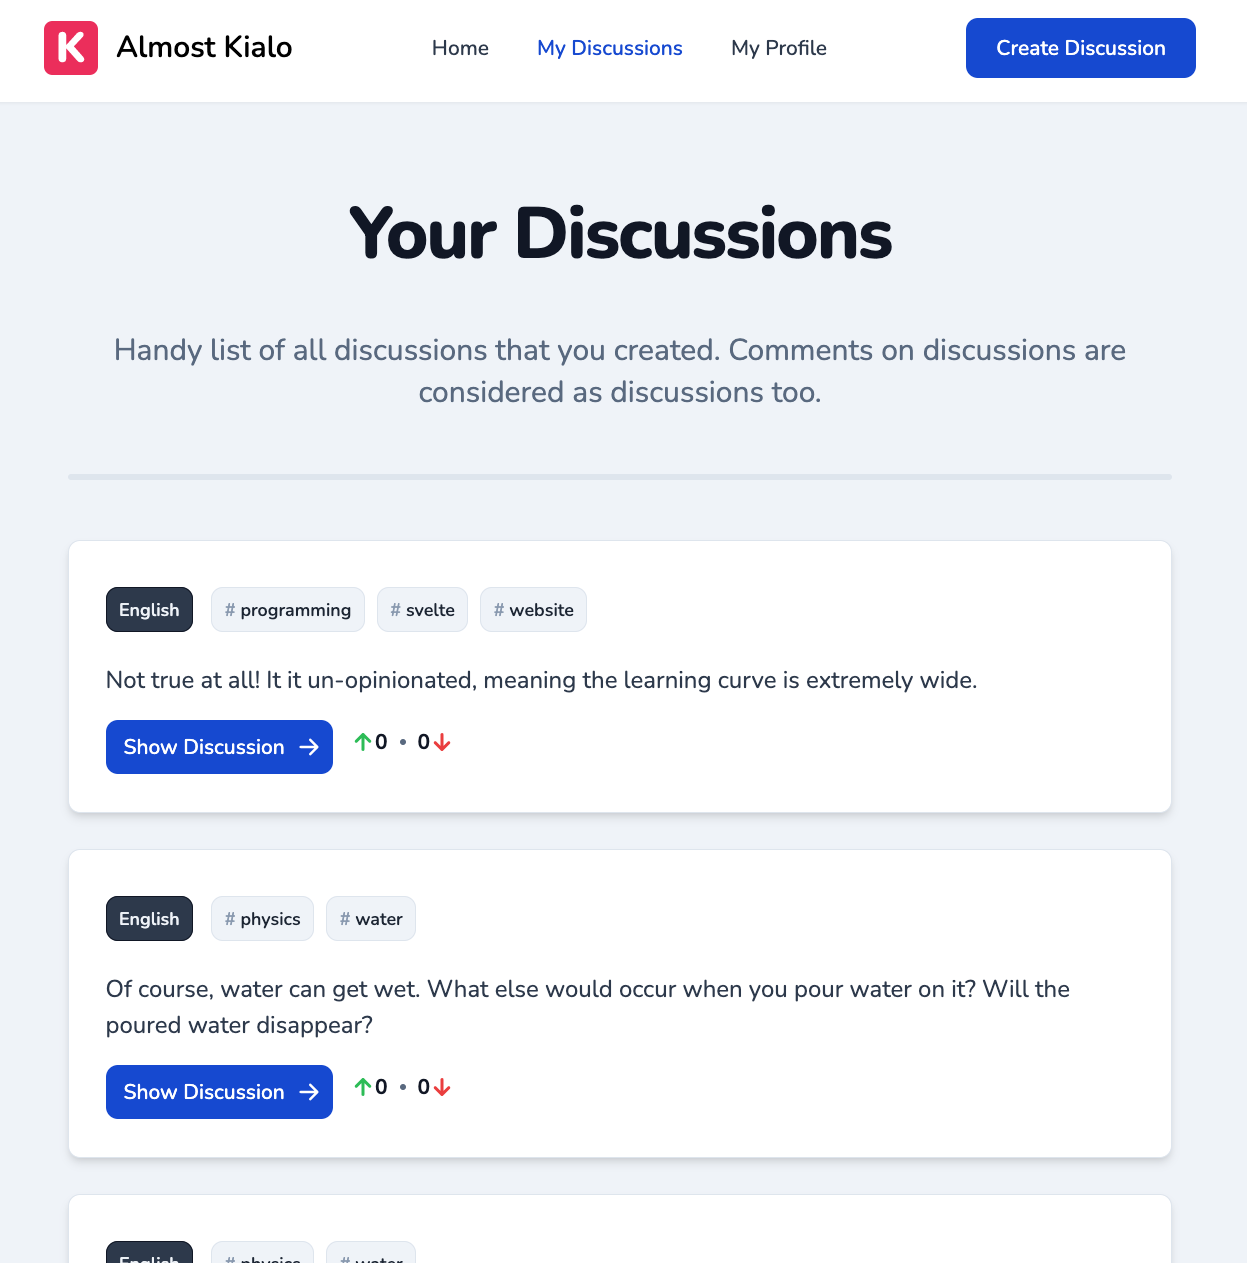 K Almost Kialo Home My Discussions My Profile Create Discussion
Your Discussions
Handy list of all discussions that you created. Comments on discussions are
considered as discussions too.
English # programming # svelte # website
Not true at all! It it un-opinionated, meaning the learning curve is extremely wide.
Show Discussion → ↑0 • 0↓
English # physics # water
Of course, water can get wet. What else would occur when you pour water on it? Will the
poured water disappear?
Show Discussion → ↑0 • 0↓
English # physics # water